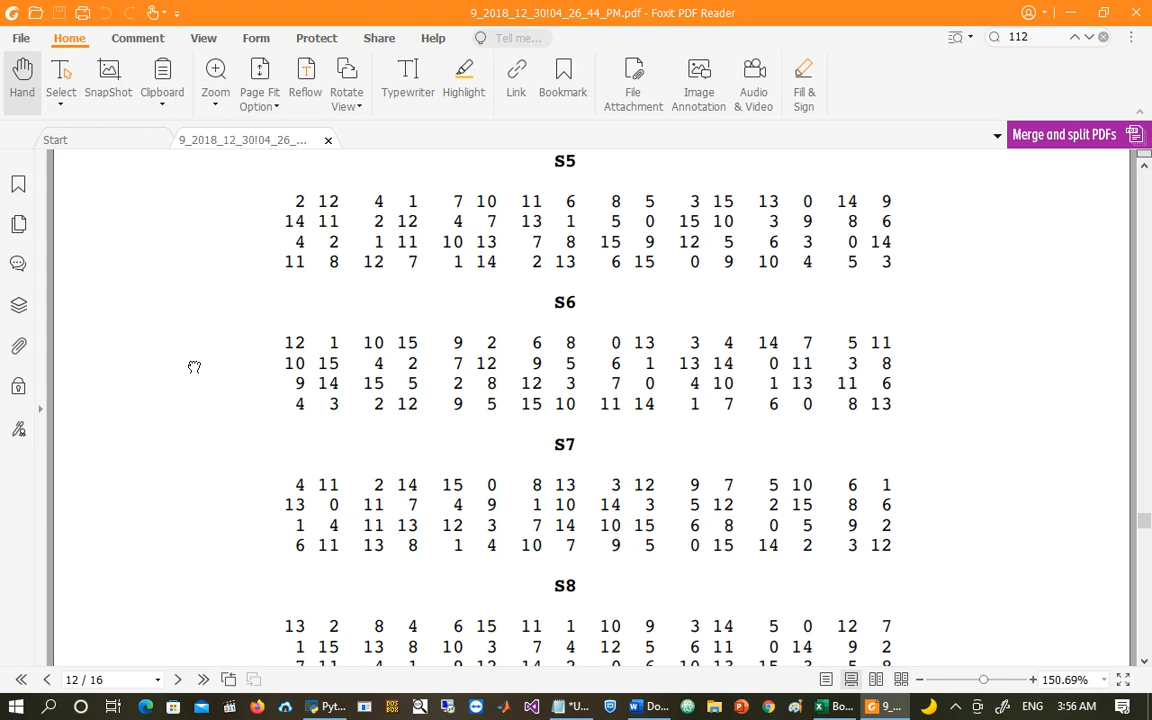 9_2018_12_30!04_26_44_PM.pdf - Foxit PDF Reader
File Home Comment View Form Protect Share Help Tell me... 112
Hand Select SnapShot Clipboard Zoom Page Fit Option Reflow Rotate View Typewriter Highlight Link Bookmark File Attachment Image Annotation Audio & Video Fill & Sign
Start 9_2018_12_30!04_26_... Merge and split PDFs
S5
2 12 4 1 7 10 11 6 8 5 3 15 13 0 14 9
14 11 2 12 4 7 13 1 5 0 15 10 3 9 8 6
4 2 1 11 10 13 7 8 15 9 12 5 6 3 0 14
11 8 12 7 1 14 2 13 6 15 0 9 10 4 5 3
S6
12 1 10 15 9 2 6 8 0 13 3 4 14 7 5 11
10 15 4 2 7 12 9 5 6 1 13 14 0 11 3 8
9 14 15 5 2 8 12 3 7 0 4 10 1 13 11 6
4 3 2 12 9 5 15 10 11 14 1 7 6 0 8 13
S7
4 11 2 14 15 0 8 13 3 12 9 7 5 10 6 1
13 0 11 7 4 9 1 10 14 3 5 12 2 15 8 6
1 4 11 13 12 3 7 14 10 15 6 8 0 5 9 2
6 11 13 8 1 4 10 7 9 5 0 15 14 2 3 12
S8
13 2 8 4 6 15 11 1 10 9 3 14 5 0 12 7
1 15 13 8 10 3 7 4 12 5 6 11 0 14 9 2
12 / 16 150.69%
Pyt... *U... Do... Bo... 9_... ENG 3:56 AM